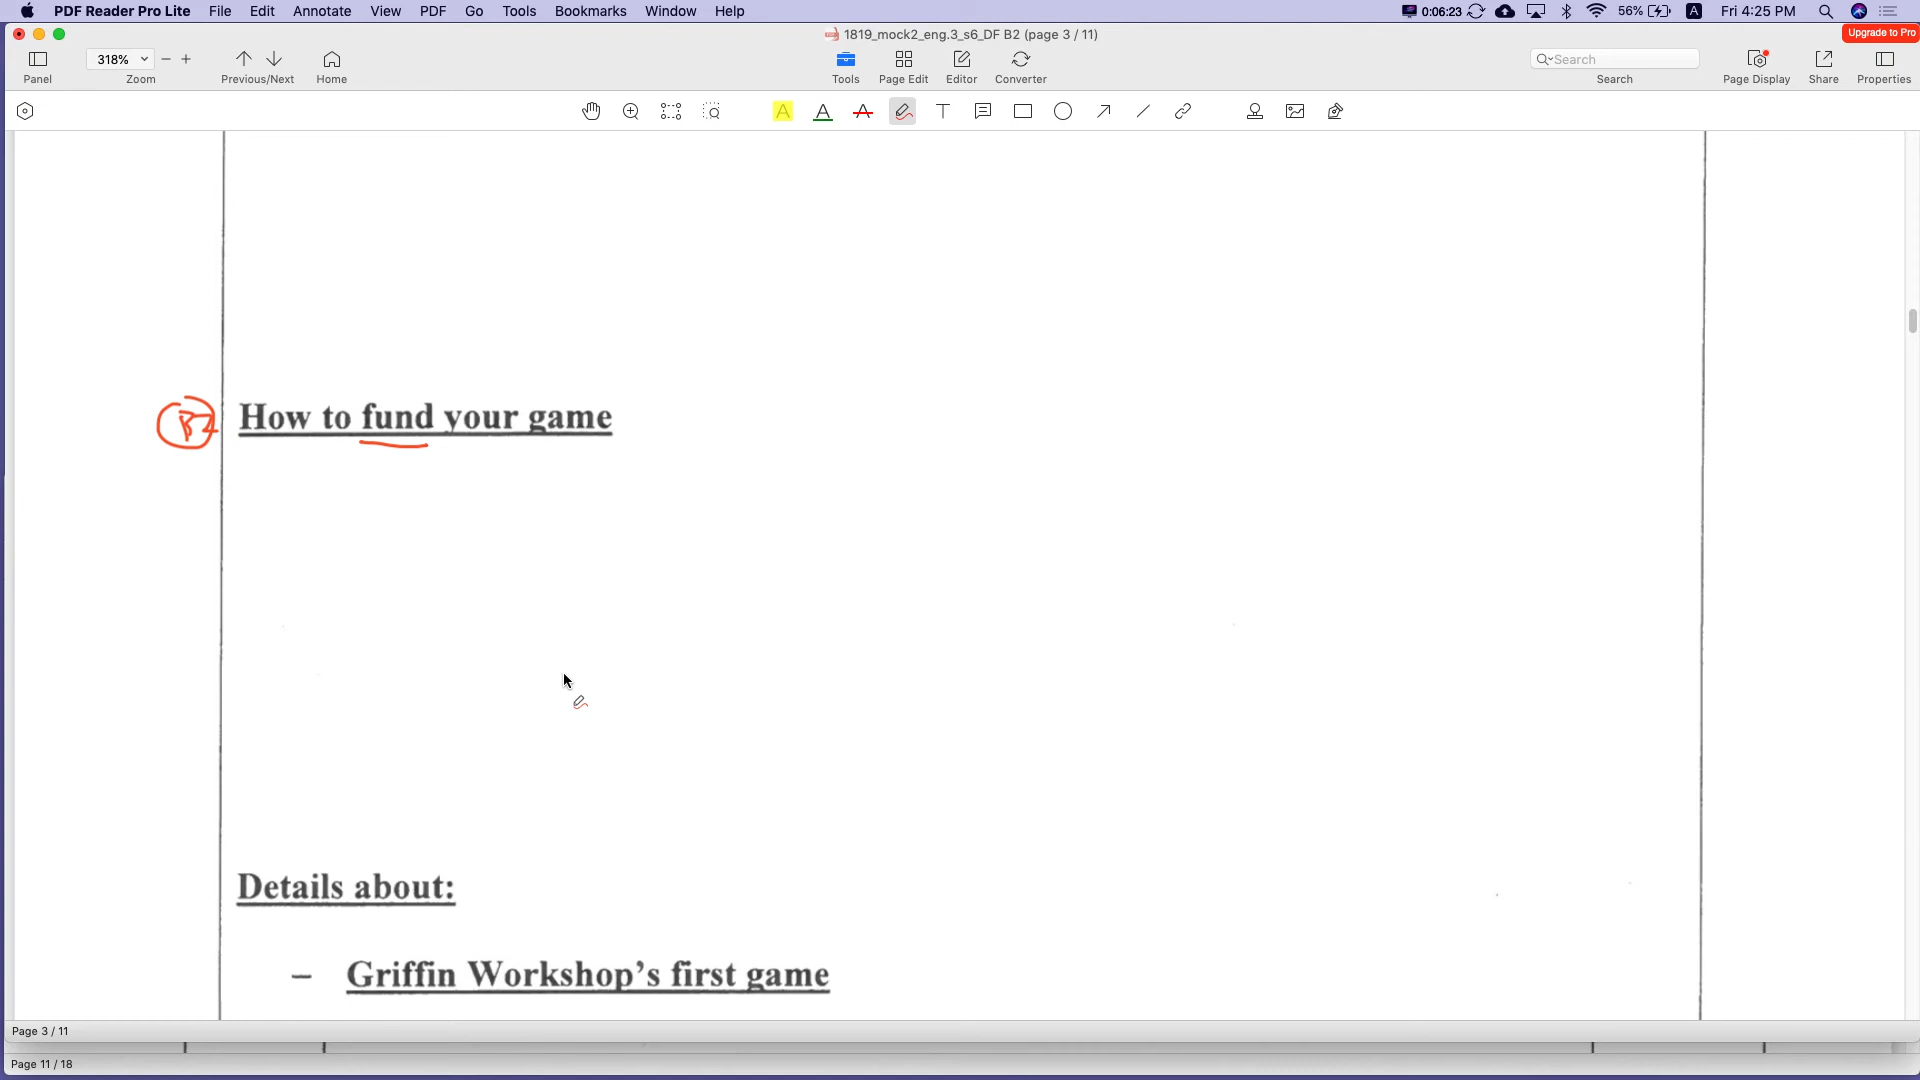 PDF Reader Pro Lite File Edit Annotate View PDF Go Tools Bookmarks Window Help 0:06:23 56% A Fri 4:25 PM
1819_mock2_eng.3_s6_DF B2 (page 3 / 11) Upgrade to Pro
318% Search
Panel Zoom Previous/Next Home Tools Page Edit Editor Converter Search Page Display Share Properties
A A A T
B2 How to fund your game
Details about:
– Griffin Workshop's first game
Page 3 / 11
Page 11 / 18